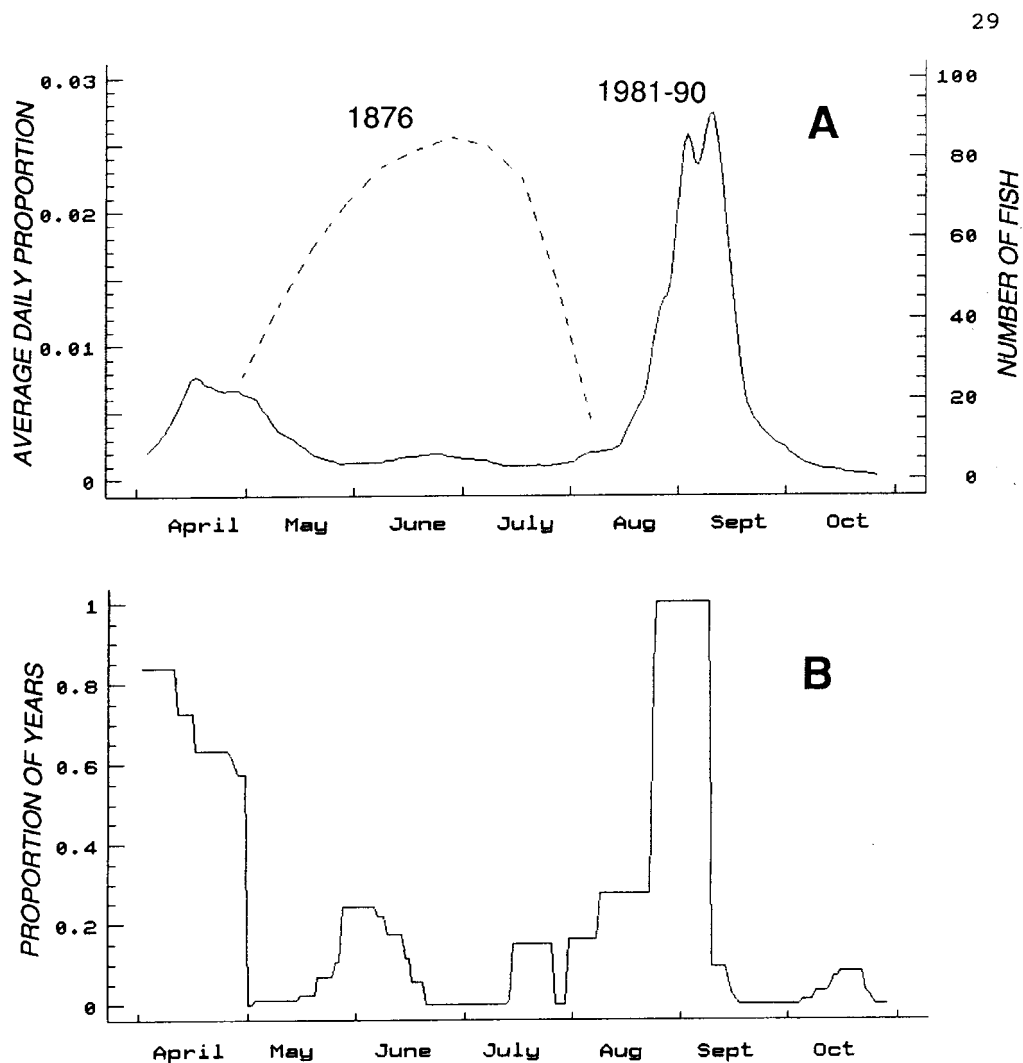 29
0.03
0.02
0.01
0
AVERAGE DAILY PROPORTION
1876
1981-90
A
100
80
60
40
20
0
NUMBER OF FISH
April May June July Aug Sept Oct
1
0.8
0.6
0.4
0.2
0
PROPORTION OF YEARS
B
April May June July Aug Sept Oct